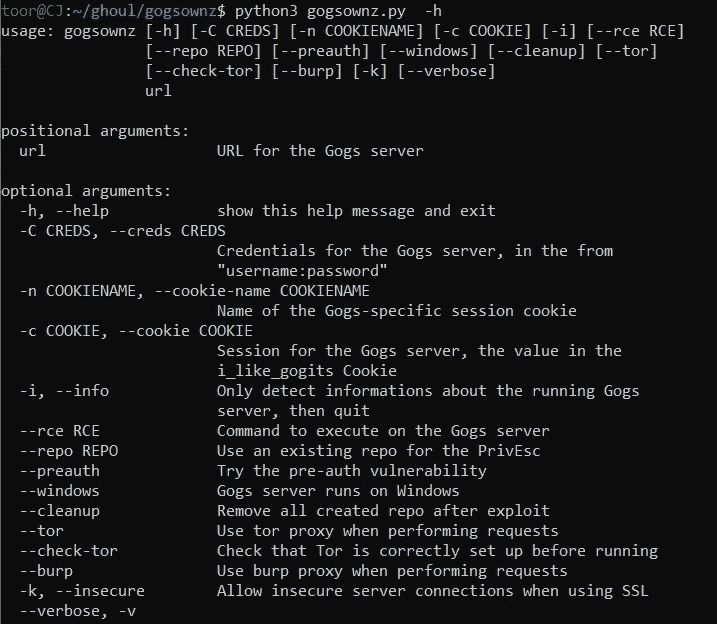 toor@CJ:~/ghoul/gogsownz$ python3 gogsownz.py  -h
usage: gogsownz [-h] [-C CREDS] [-n COOKIENAME] [-c COOKIE] [-i] [--rce RCE]
                [--repo REPO] [--preauth] [--windows] [--cleanup] [--tor]
                [--check-tor] [--burp] [-k] [--verbose]
                url

positional arguments:
  url                   URL for the Gogs server

optional arguments:
  -h, --help            show this help message and exit
  -C CREDS, --creds CREDS
                        Credentials for the Gogs server, in the from
                        "username:password"
  -n COOKIENAME, --cookie-name COOKIENAME
                        Name of the Gogs-specific session cookie
  -c COOKIE, --cookie COOKIE
                        Session for the Gogs server, the value in the
                        i_like_gogits Cookie
  -i, --info            Only detect informations about the running Gogs
                        server, then quit
  --rce RCE             Command to execute on the Gogs server
  --repo REPO           Use an existing repo for the PrivEsc
  --preauth             Try the pre-auth vulnerability
  --windows             Gogs server runs on Windows
  --cleanup             Remove all created repo after exploit
  --tor                 Use tor proxy when performing requests
  --check-tor           Check that Tor is correctly set up before running
  --burp                Use burp proxy when performing requests
  -k, --insecure        Allow insecure server connections when using SSL
  --verbose, -v